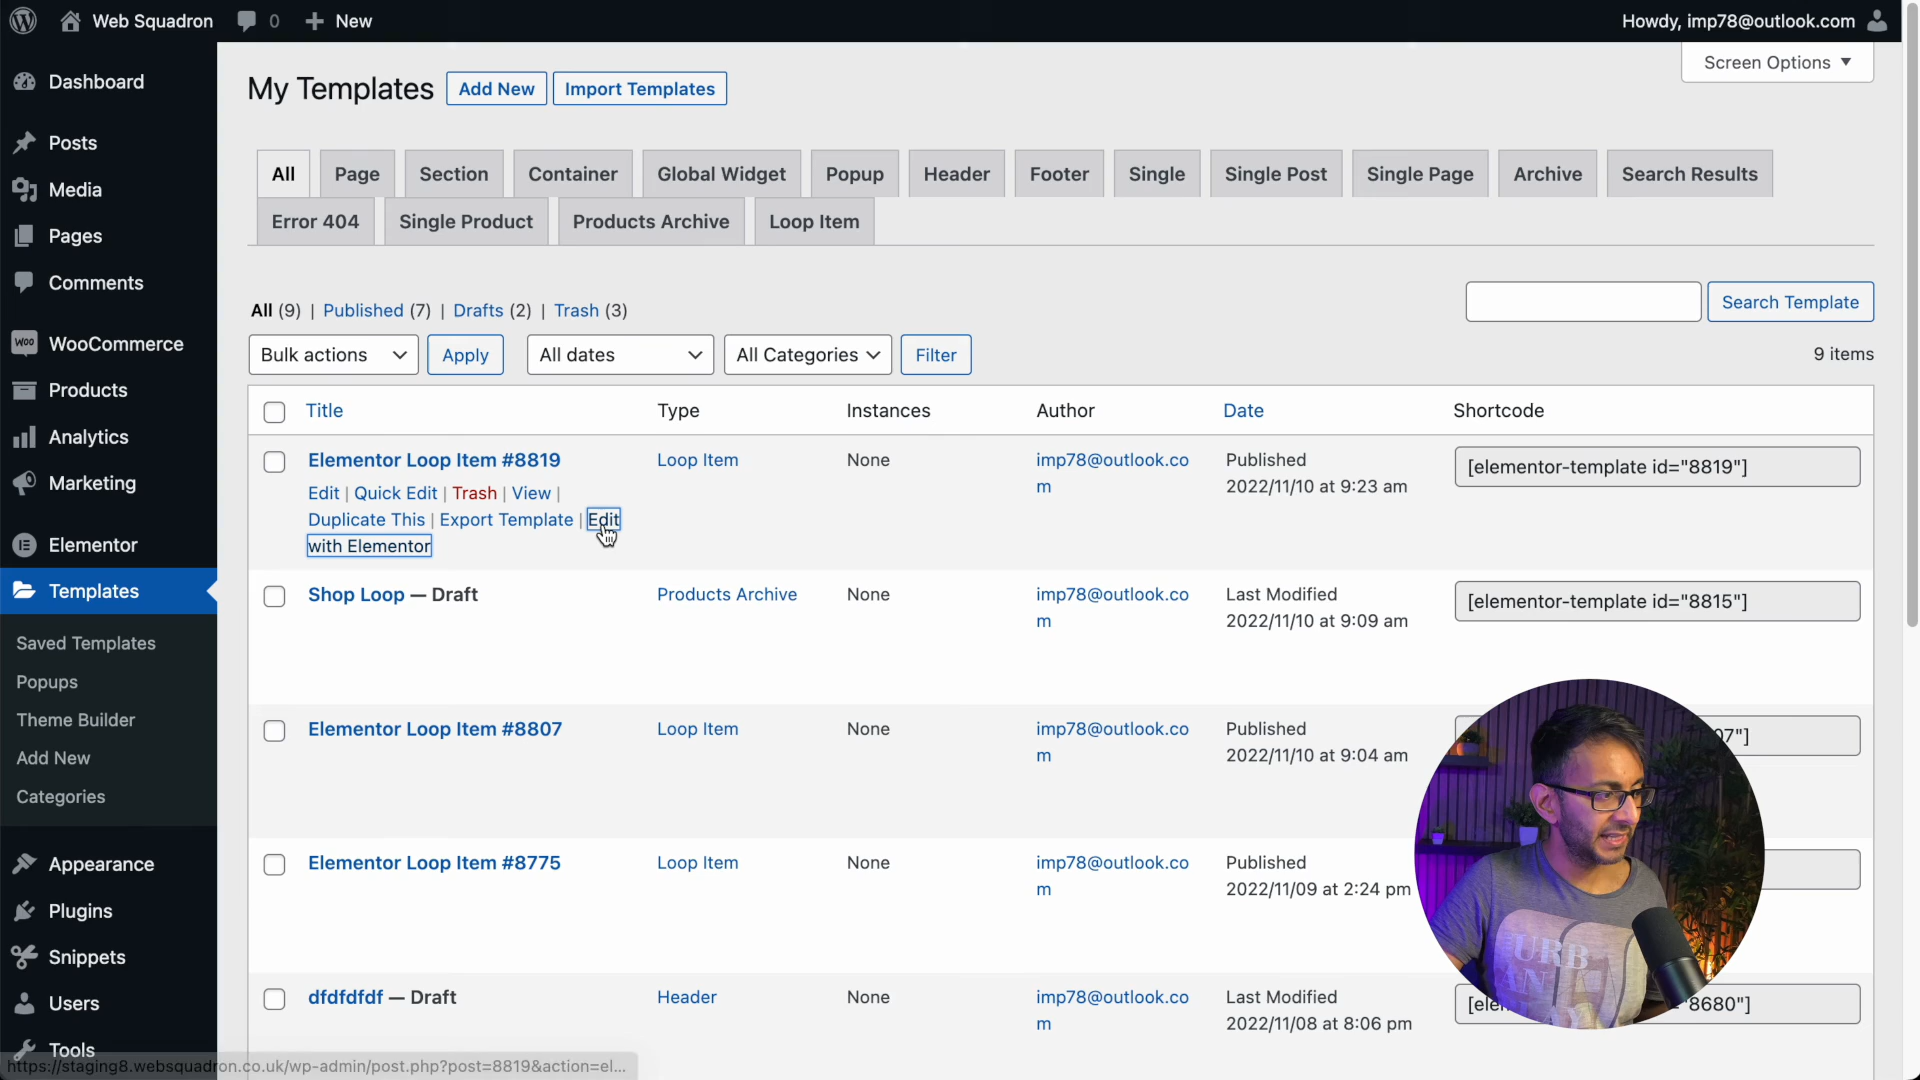 Web Squadron 0 New Howdy, imp78@outlook.com
Screen Options
Dashboard
Posts
Media
Pages
Comments
WooCommerce
Products
Analytics
Marketing
Elementor
Templates
Saved Templates
Popups
Theme Builder
Add New
Categories
Appearance
Plugins
Snippets
Users
Tools
My Templates Add New Import Templates
All Page Section Container Global Widget Popup Header Footer Single Single Post Single Page Archive Search Results
Error 404 Single Product Products Archive Loop Item
All (9) | Published (7) | Drafts (2) | Trash (3)
Search Template
Bulk actions Apply All dates All Categories Filter 9 items
Title Type Instances Author Date Shortcode
Elementor Loop Item #8819 Loop Item None imp78@outlook.co Published [elementor-template id="8819"]
m 2022/11/10 at 9:23 am
Edit | Quick Edit | Trash | View |
Duplicate This | Export Template | Edit
with Elementor
Shop Loop — Draft Products Archive None imp78@outlook.co Last Modified [elementor-template id="8815"]
m 2022/11/10 at 9:09 am
Elementor Loop Item #8807 Loop Item None imp78@outlook.co Published 07"]
m 2022/11/10 at 9:04 am
Elementor Loop Item #8775 Loop Item None imp78@outlook.co Published
m 2022/11/09 at 2:24 pm
dfdfdfdf — Draft Header None imp78@outlook.co Last Modified [ele "8680"]
m 2022/11/08 at 8:06 pm
URB
AN
https://staging8.websquadron.co.uk/wp-admin/post.php?post=8819&action=el...